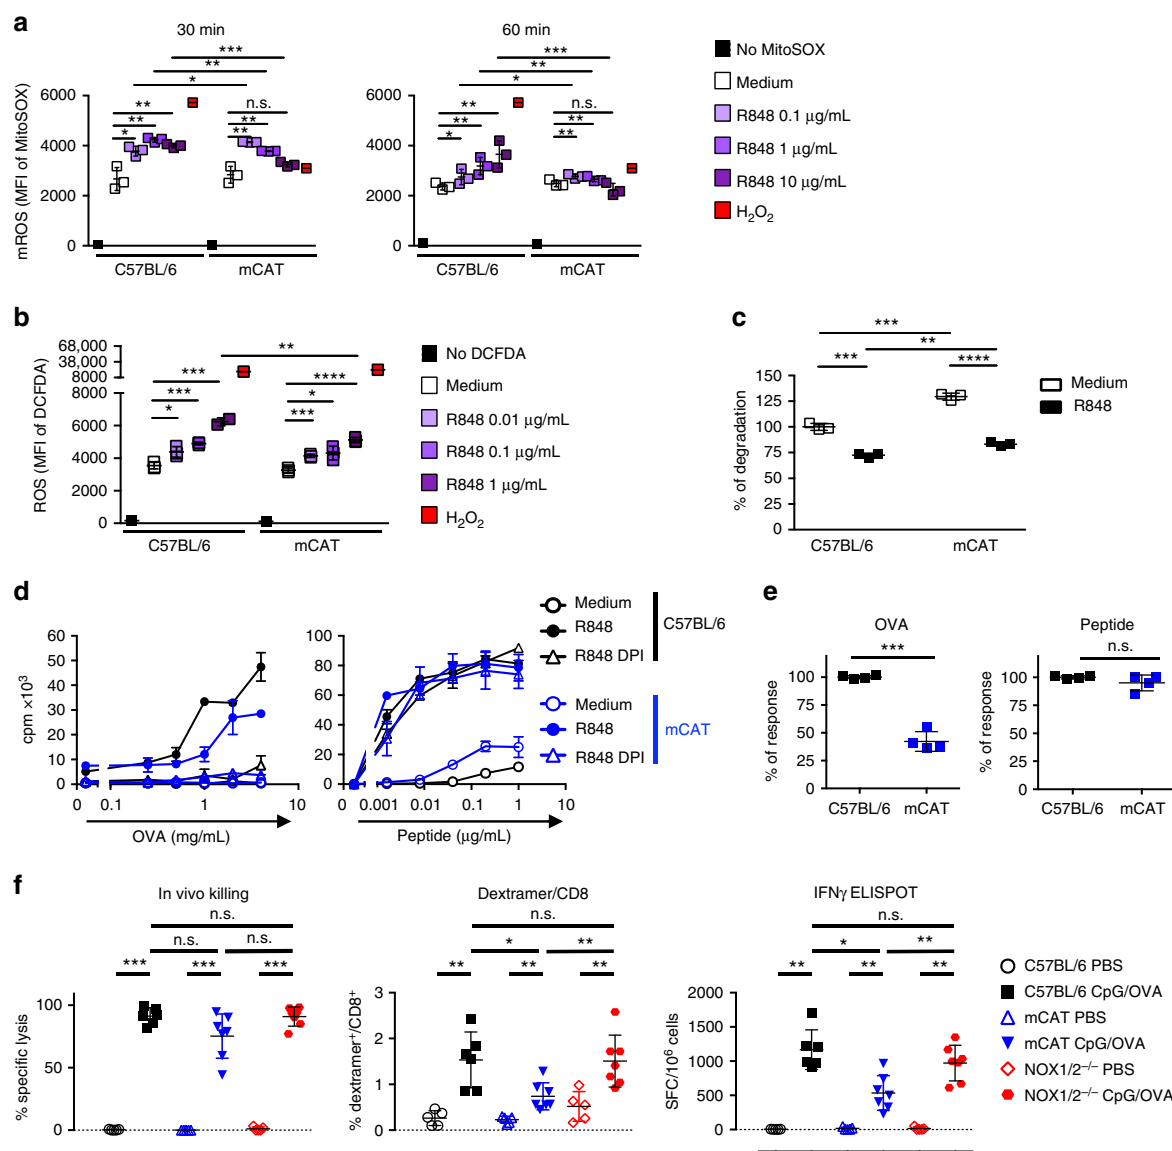 a
30 min
60 min
***
**
*
***
**
*
mROS (MFI of MitoSOX)
6000
4000
2000
0
**
**
*
n.s.
**
**
C57BL/6
mCAT
6000
4000
2000
0
**
**
*
n.s.
**
**
C57BL/6
mCAT
No MitoSOX
Medium
R848 0.1 μg/mL
R848 1 μg/mL
R848 10 μg/mL
H2O2
b
ROS (MFI of DCFDA)
68,000
38,000
8000
8000
6000
4000
2000
0
**
***
***
*
****
*
***
C57BL/6
mCAT
No DCFDA
Medium
R848 0.01 μg/mL
R848 0.1 μg/mL
R848 1 μg/mL
H2O2
c
% of degradation
150
125
100
75
50
25
0
***
**
***
****
C57BL/6
mCAT
Medium
R848
d
cpm ×10³
60
50
40
30
20
10
0
0
0.1
1
10
OVA (mg/mL)
100
80
60
40
20
0
0
0.001
0.01
0.1
1
10
Peptide (μg/mL)
Medium
R848
R848 DPI
C57BL/6
Medium
R848
R848 DPI
mCAT
e
OVA
***
% of response
100
50
0
C57BL/6
mCAT
Peptide
n.s.
% of response
100
50
0
C57BL/6
mCAT
f
In vivo killing
n.s.
n.s.
n.s.
***
***
***
% specific lysis
100
50
0
Dextramer/CD8
n.s.
*
**
**
**
**
% dextramer⁺/CD8⁺
3
2
1
0
IFNγ ELISPOT
n.s.
*
**
**
**
**
SFC/10⁶ cells
2000
1500
1000
500
0
C57BL/6 PBS
C57BL/6 CpG/OVA
mCAT PBS
mCAT CpG/OVA
NOX1/2⁻/⁻ PBS
NOX1/2⁻/⁻ CpG/OVA